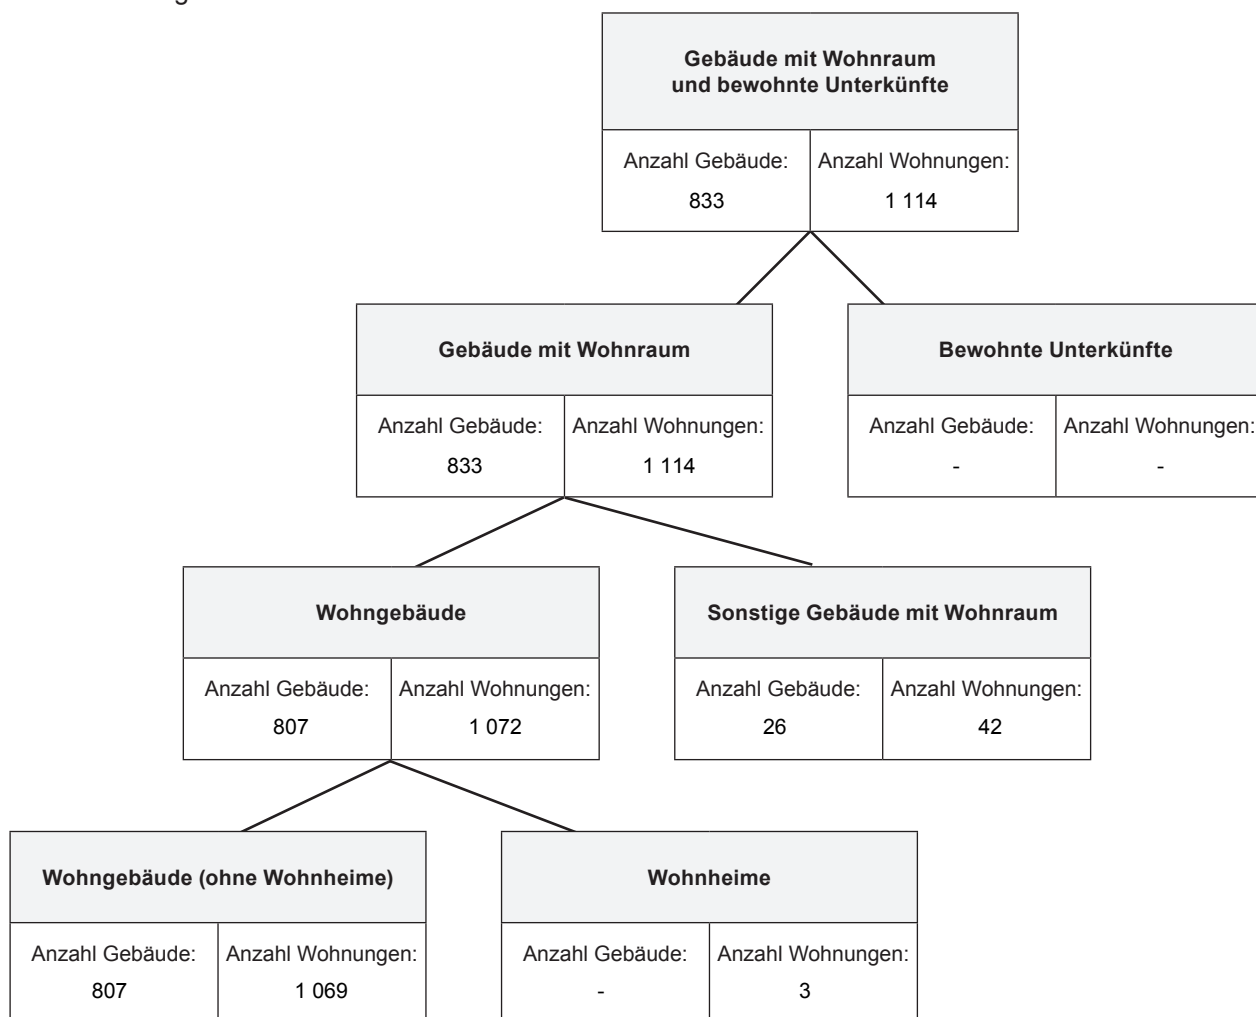 Gebäude mit Wohnraum
und bewohnte Unterkünfte
Anzahl Gebäude: Anzahl Wohnungen:
833 1 114
Gebäude mit Wohnraum Bewohnte Unterkünfte
Anzahl Gebäude: Anzahl Wohnungen: Anzahl Gebäude: Anzahl Wohnungen:
833 1 114 - -
Wohngebäude Sonstige Gebäude mit Wohnraum
Anzahl Gebäude: Anzahl Wohnungen: Anzahl Gebäude: Anzahl Wohnungen:
807 1 072 26 42
Wohngebäude (ohne Wohnheime) Wohnheime
Anzahl Gebäude: Anzahl Wohnungen: Anzahl Gebäude: Anzahl Wohnungen:
807 1 069 - 3